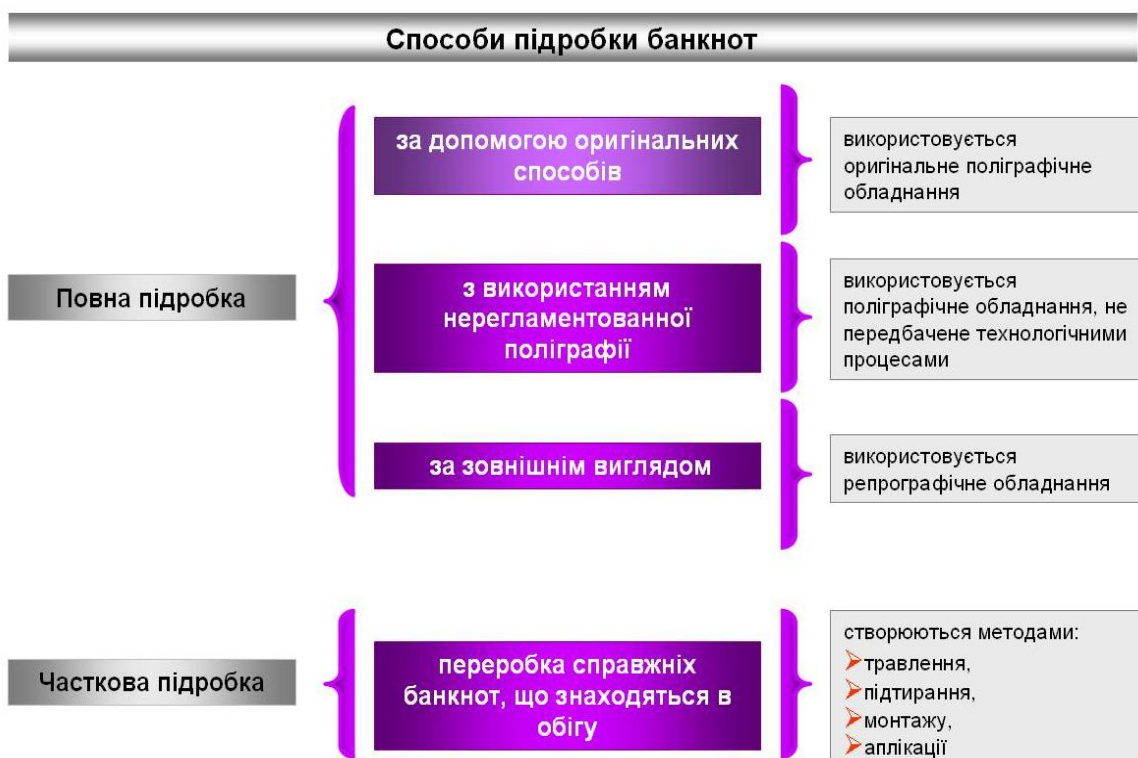 Способи підробки банкнот
Повна підробка
за допомогою оригінальних
способів
використовується
оригінальне поліграфічне
обладнання
з використанням
нерегламентованної
поліграфії
використовується
поліграфічне обладнання, не
передбачене технологічними
процесами
за зовнішнім виглядом
використовується
репрографічне обладнання
Часткова підробка
переробка справжніх
банкнот, що знаходяться в
обігу
створюються методами:
травлення,
підтирання,
монтажу,
аплікації